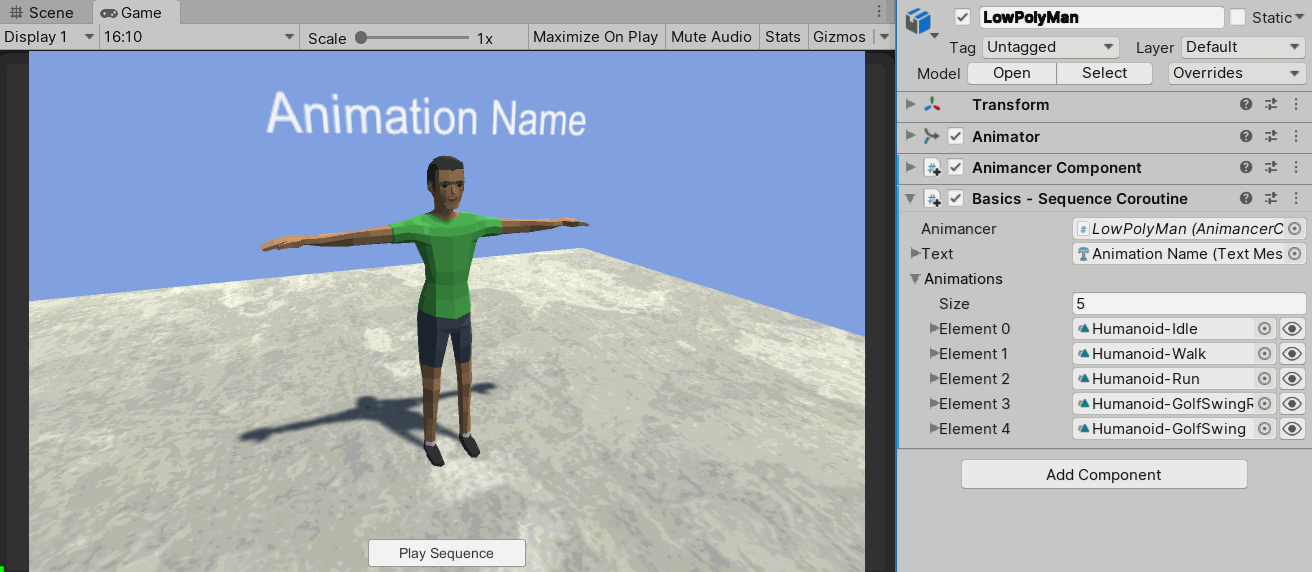 Scene Game
Display 1 16:10 Scale 1x Maximize On Play Mute Audio Stats Gizmos
Animation Name
Play Sequence
LowPolyMan Static
Tag Untagged Layer Default
Model Open Select Overrides
Transform
Animator
Animancer Component
Basics - Sequence Coroutine
Animancer LowPolyMan (AnimancerC
Text Animation Name (Text Mes
Animations
Size 5
Element 0 Humanoid-Idle
Element 1 Humanoid-Walk
Element 2 Humanoid-Run
Element 3 Humanoid-GolfSwingR
Element 4 Humanoid-GolfSwing
Add Component